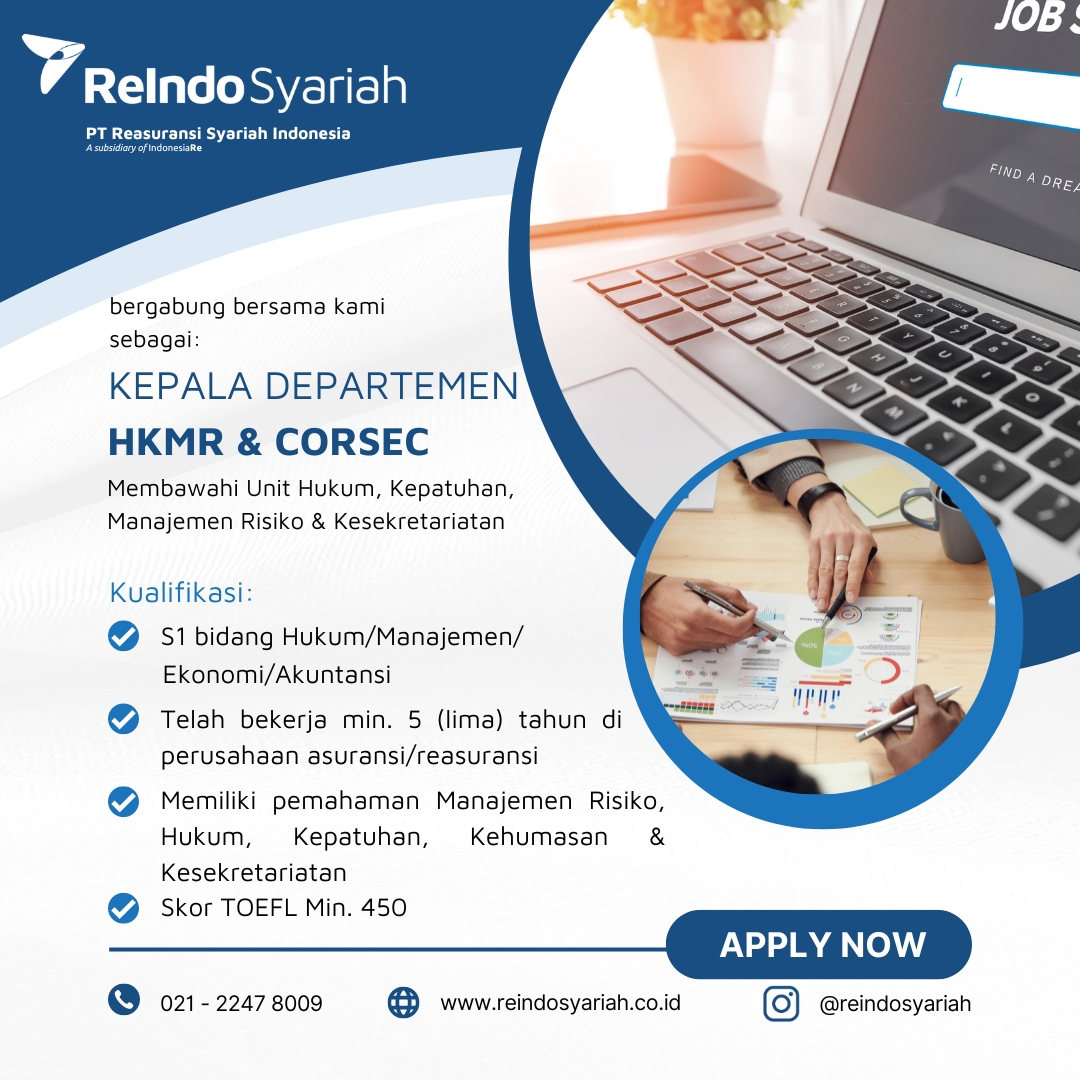 ReIndo Syariah
PT Reasuransi Syariah Indonesia
A subsidiary of IndonesiaRe
JOB S
FIND A DREA
bergabung bersama kami
sebagai:
KEPALA DEPARTEMEN
HKMR & CORSEC
Membawahi Unit Hukum, Kepatuhan,
Manajemen Risiko & Kesekretariatan
Kualifikasi:
S1 bidang Hukum/Manajemen/
Ekonomi/Akuntansi
Telah bekerja min. 5 (lima) tahun di
perusahaan asuransi/reasuransi
Memiliki pemahaman Manajemen Risiko,
Hukum, Kepatuhan, Kehumasan &
Kesekretariatan
Skor TOEFL Min. 450
APPLY NOW
021 - 2247 8009
www.reindosyariah.co.id
@reindosyariah